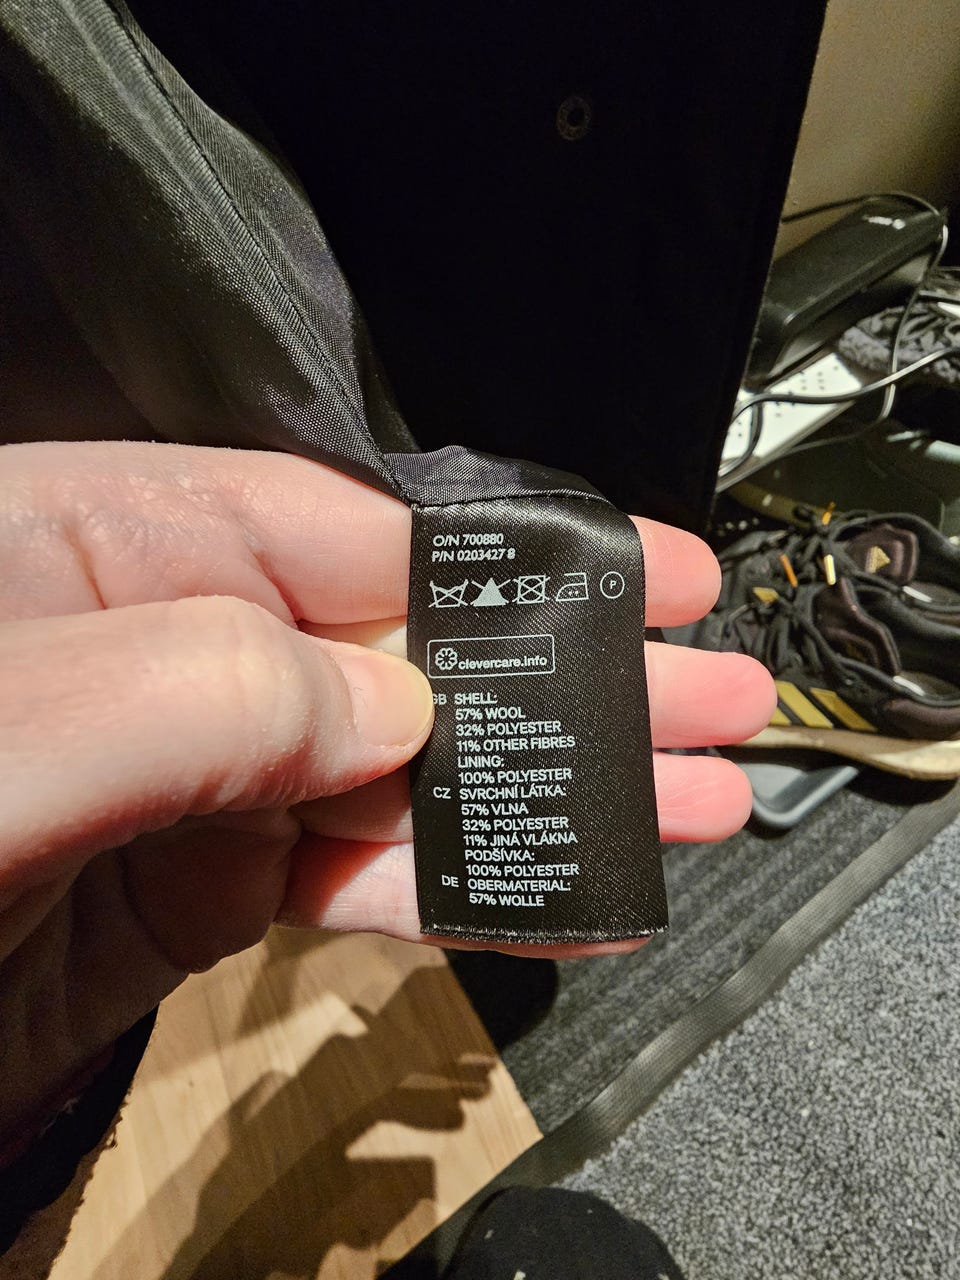 O/N 700880
P/N 0203427 8
P
clevercare.info
GB SHELL:
57% WOOL
32% POLYESTER
11% OTHER FIBRES
LINING:
100% POLYESTER
CZ SVRCHNÍ LÁTKA:
57% VLNA
32% POLYESTER
11% JINÁ VLÁKNA
PODŠÍVKA:
100% POLYESTER
DE OBERMATERIAL:
57% WOLLE